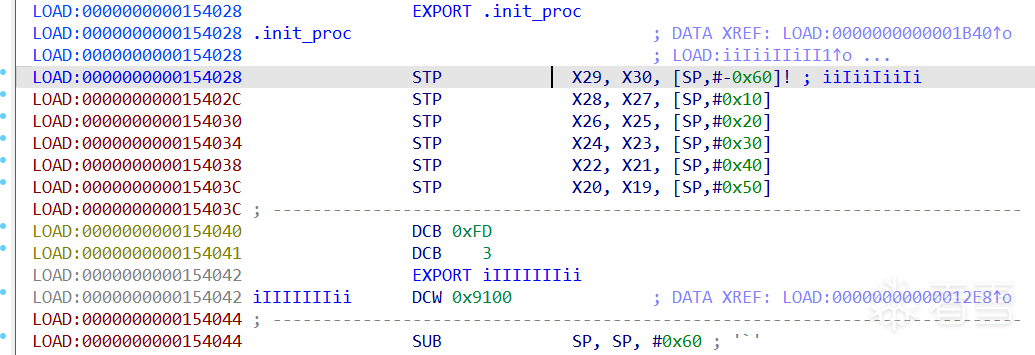 LOAD:0000000000154028 EXPORT .init_proc
LOAD:0000000000154028 .init_proc ; DATA XREF: LOAD:0000000000001B40↑o
LOAD:0000000000154028 ; LOAD:iiIiiIIiII1↑o ...
LOAD:0000000000154028 STP X29, X30, [SP,#-0x60]! ; iiIiiIiiIi
LOAD:000000000015402C STP X28, X27, [SP,#0x10]
LOAD:0000000000154030 STP X26, X25, [SP,#0x20]
LOAD:0000000000154034 STP X24, X23, [SP,#0x30]
LOAD:0000000000154038 STP X22, X21, [SP,#0x40]
LOAD:000000000015403C STP X20, X19, [SP,#0x50]
LOAD:000000000015403C ; ---------------------------------------------------------------------------
LOAD:0000000000154040 DCB 0xFD
LOAD:0000000000154041 DCB 3
LOAD:0000000000154042 EXPORT iIIIIIIIii
LOAD:0000000000154042 iIIIIIIIii DCW 0x9100 ; DATA XREF: LOAD:00000000000012E8↑o
LOAD:0000000000154044 ; ---------------------------------------------------------------------------
LOAD:0000000000154044 SUB SP, SP, #0x60 ; '`'
看雪